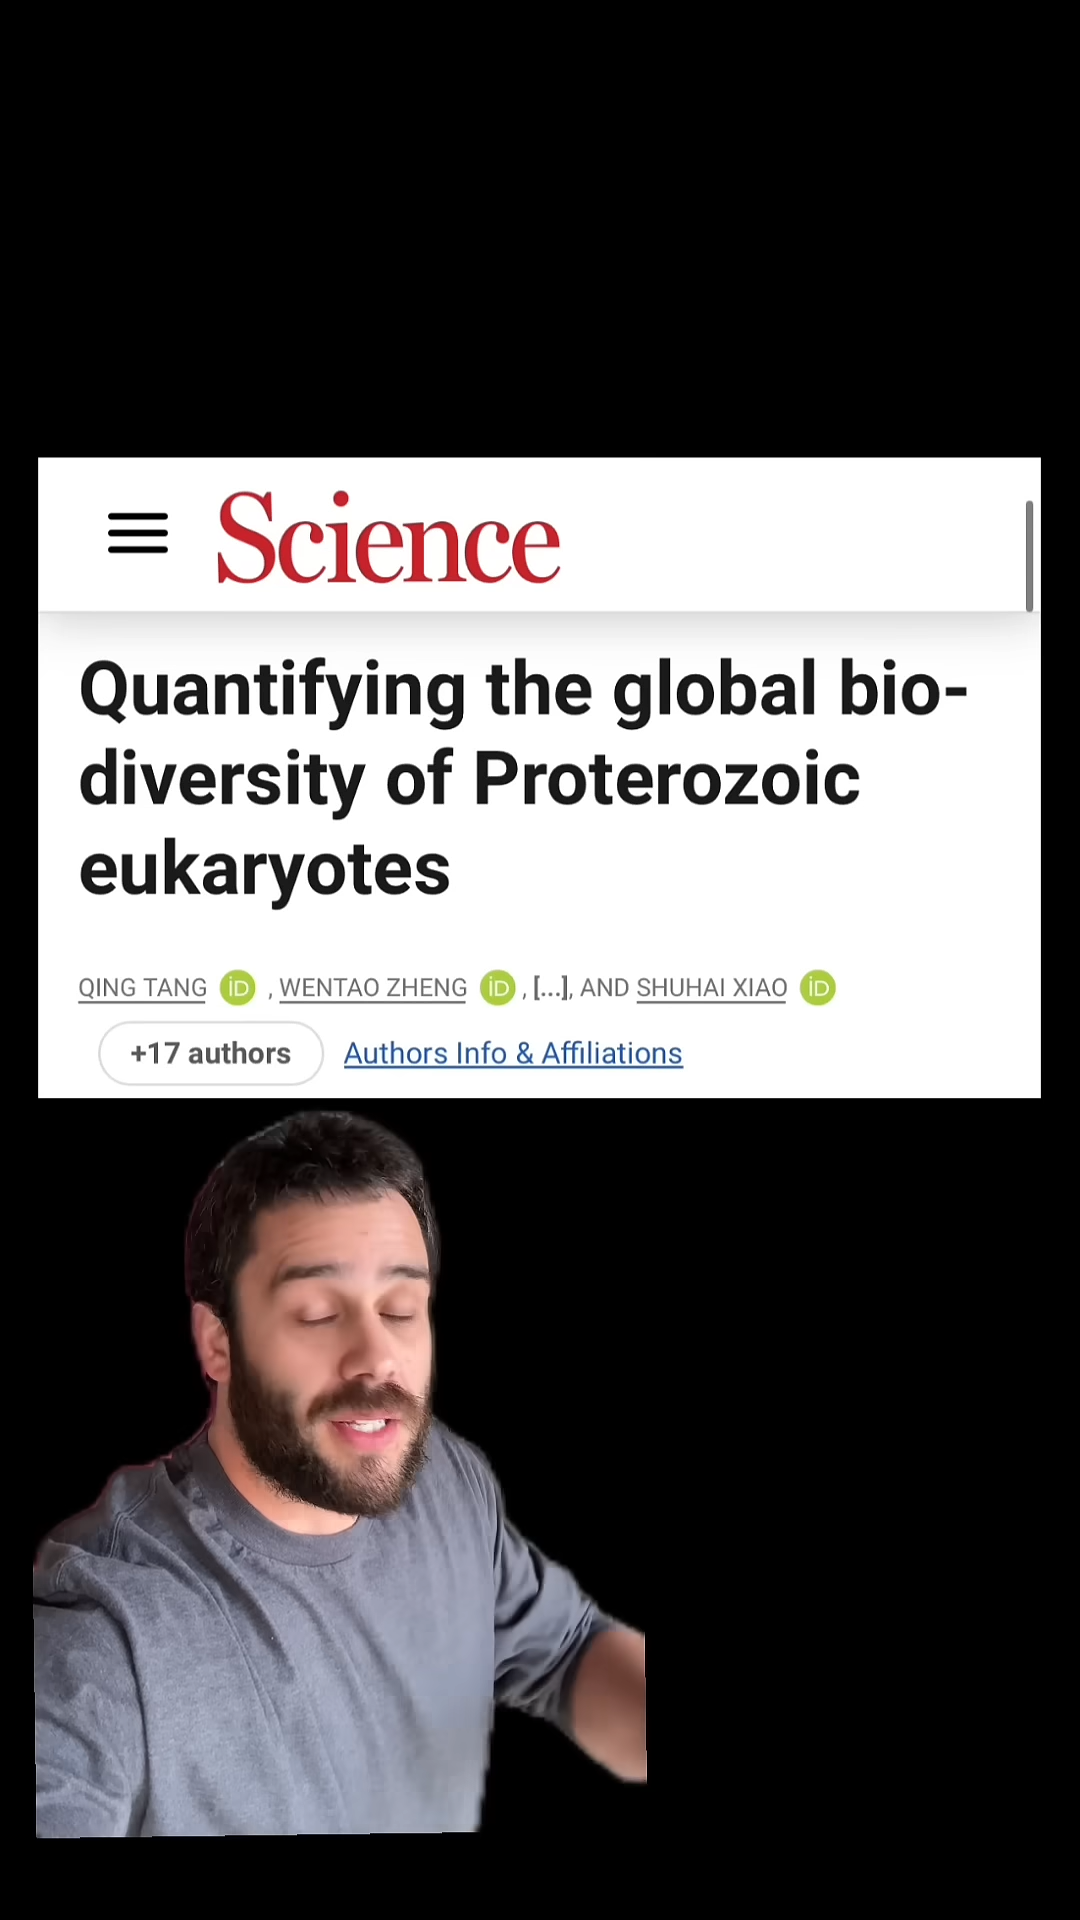 Science
Quantifying the global bio-
diversity of Proterozoic
eukaryotes
QING TANG iD , WENTAO ZHENG iD , [...], AND SHUHAI XIAO iD
+17 authors Authors Info & Affiliations